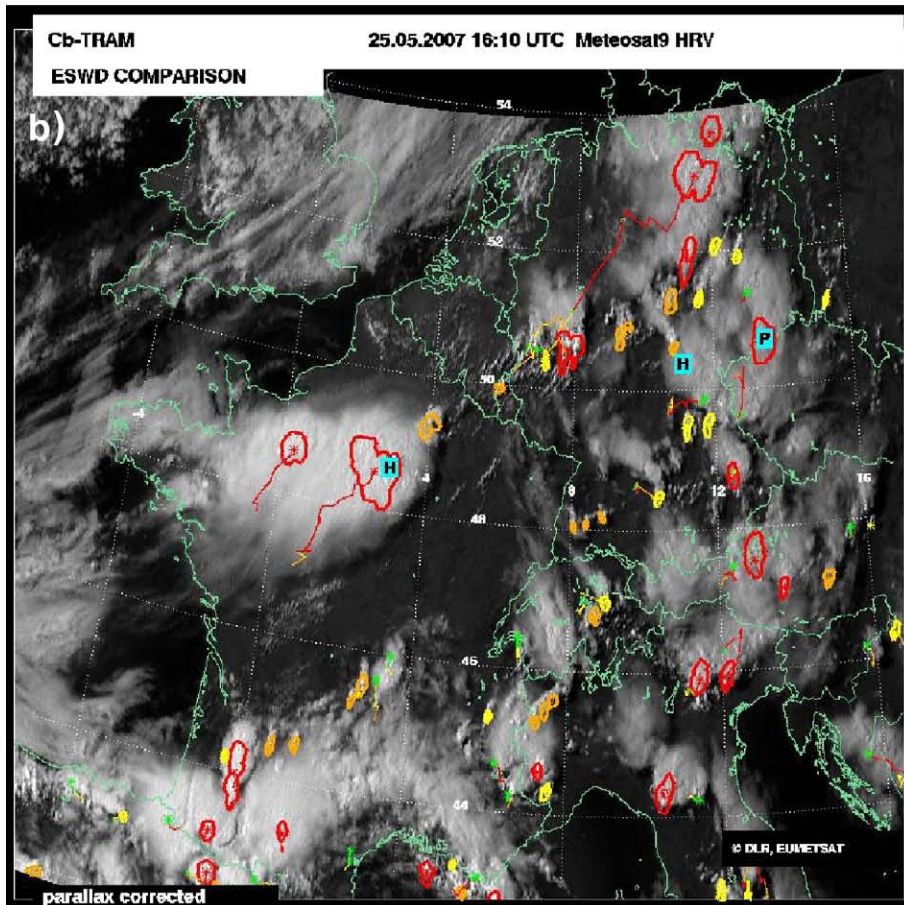 Cb-TRAM 25.05.2007 16:10 UTC Meteosat9 HRV
ESWD COMPARISON
b)
54
52
P
H
50
-4
H
4
8
12
16
48
46
44
© DLR, EUMETSAT
parallax corrected